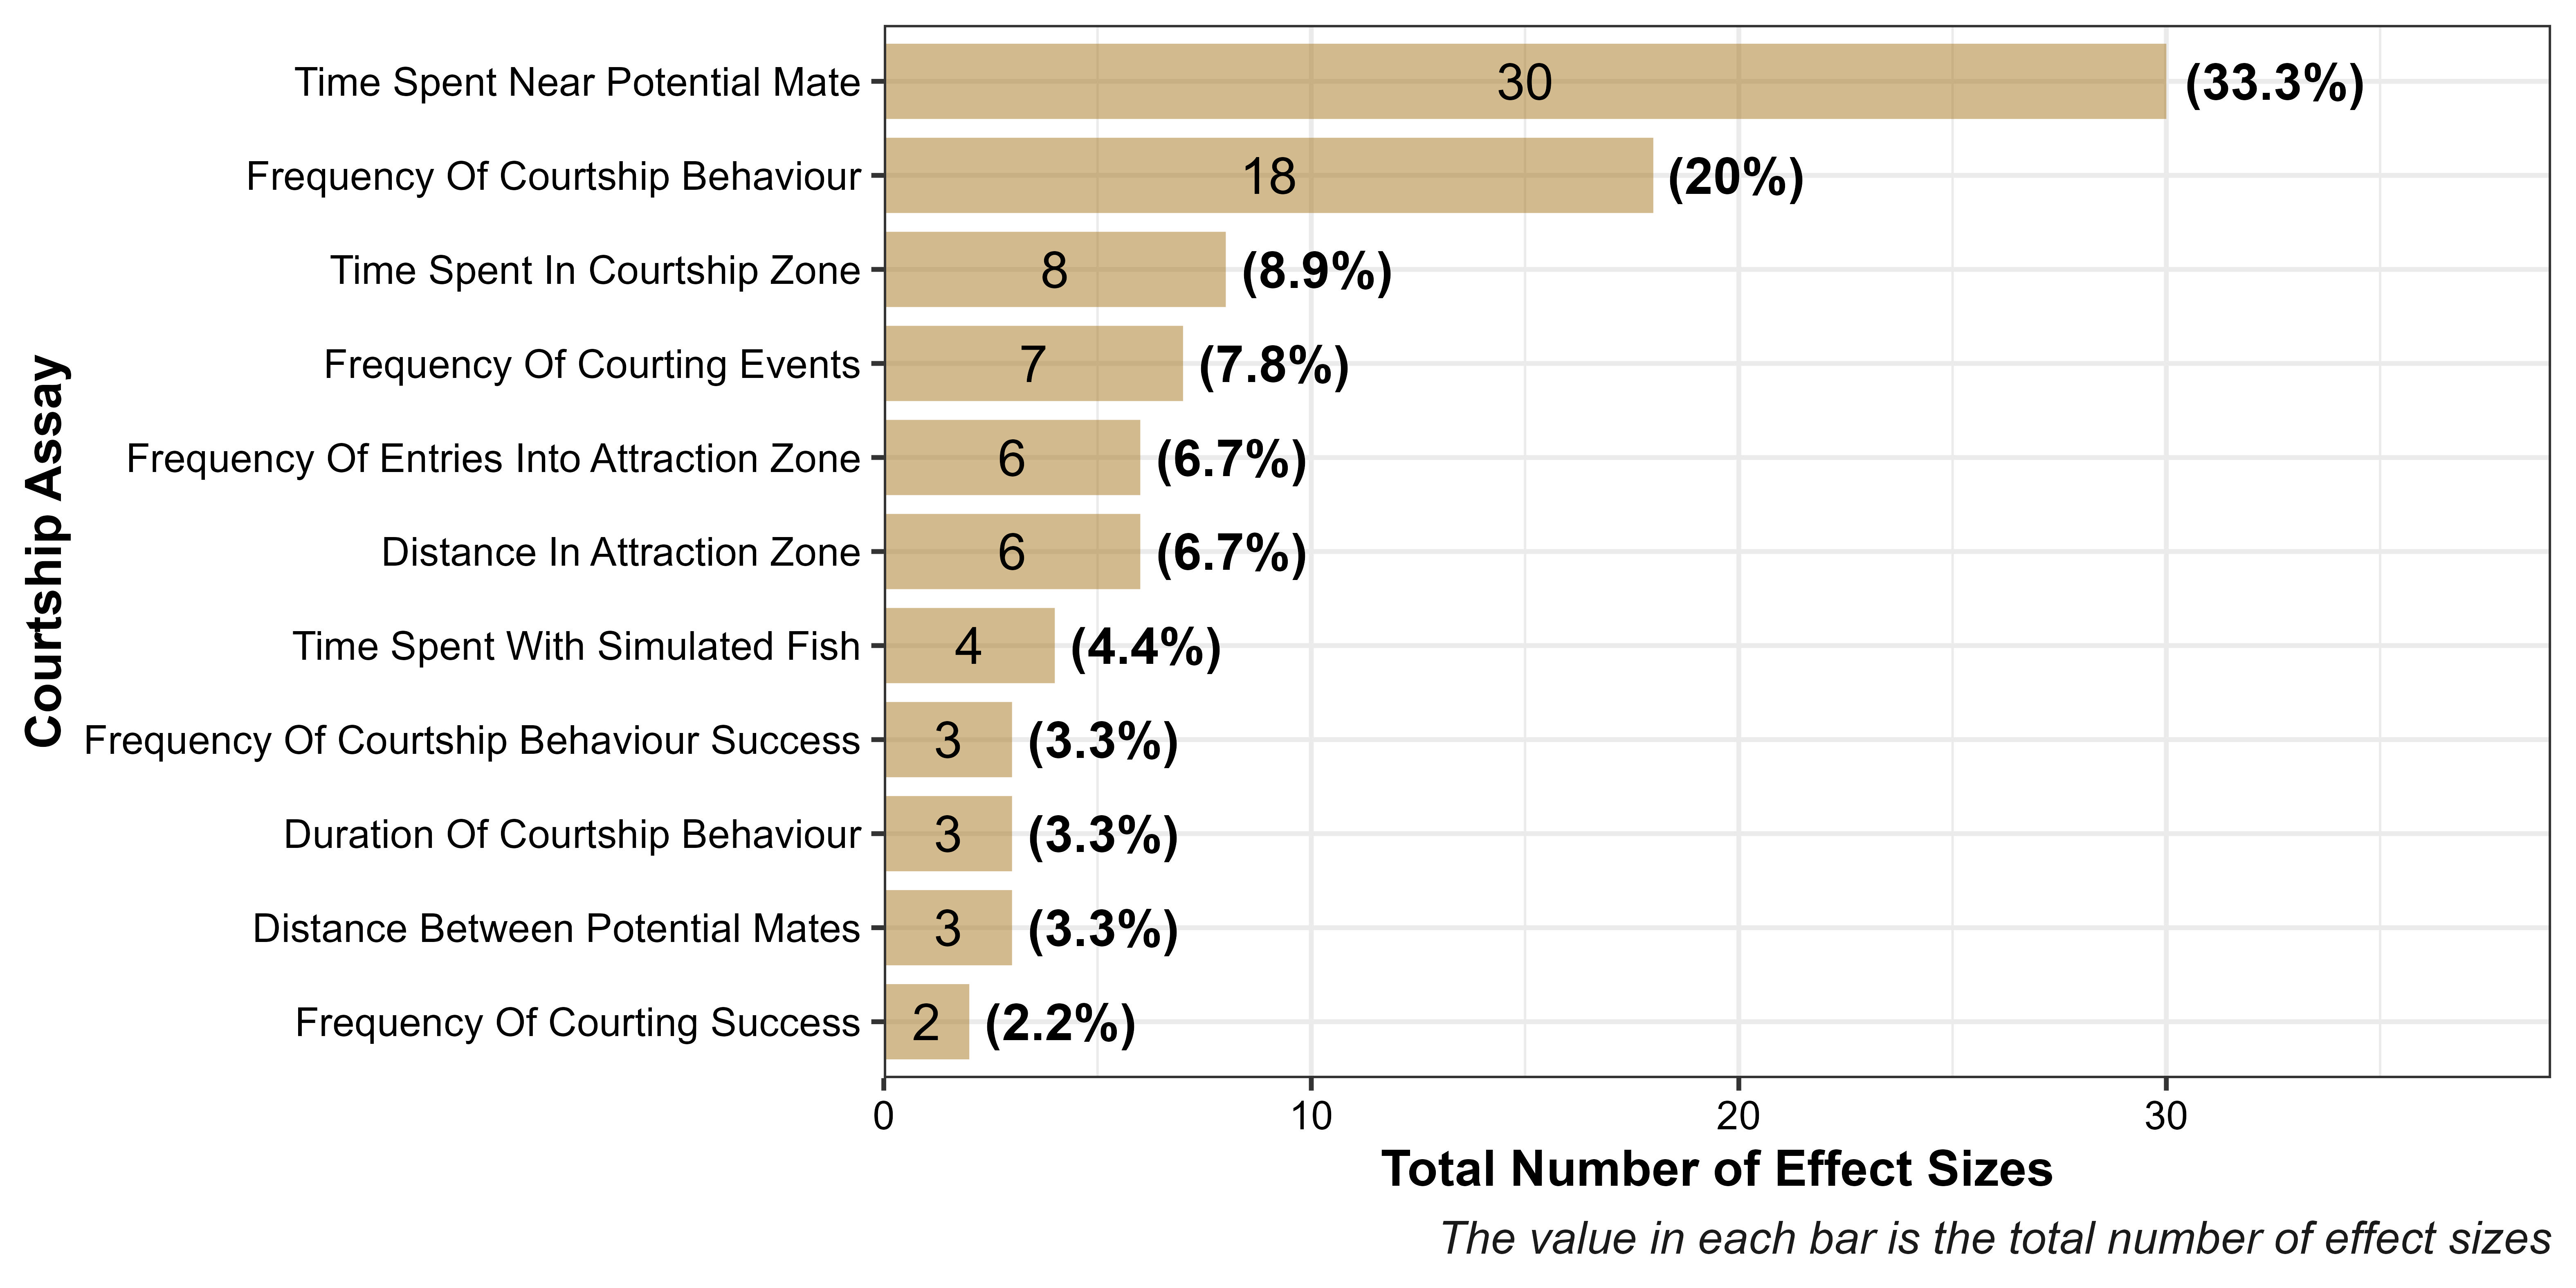 Courtship Assay
Time Spent Near Potential Mate 30 (33.3%)
Frequency Of Courtship Behaviour 18 (20%)
Time Spent In Courtship Zone 8 (8.9%)
Frequency Of Courting Events 7 (7.8%)
Frequency Of Entries Into Attraction Zone 6 (6.7%)
Distance In Attraction Zone 6 (6.7%)
Time Spent With Simulated Fish 4 (4.4%)
Frequency Of Courtship Behaviour Success 3 (3.3%)
Duration Of Courtship Behaviour 3 (3.3%)
Distance Between Potential Mates 3 (3.3%)
Frequency Of Courting Success 2 (2.2%)
0 10 20 30
Total Number of Effect Sizes
The value in each bar is the total number of effect sizes